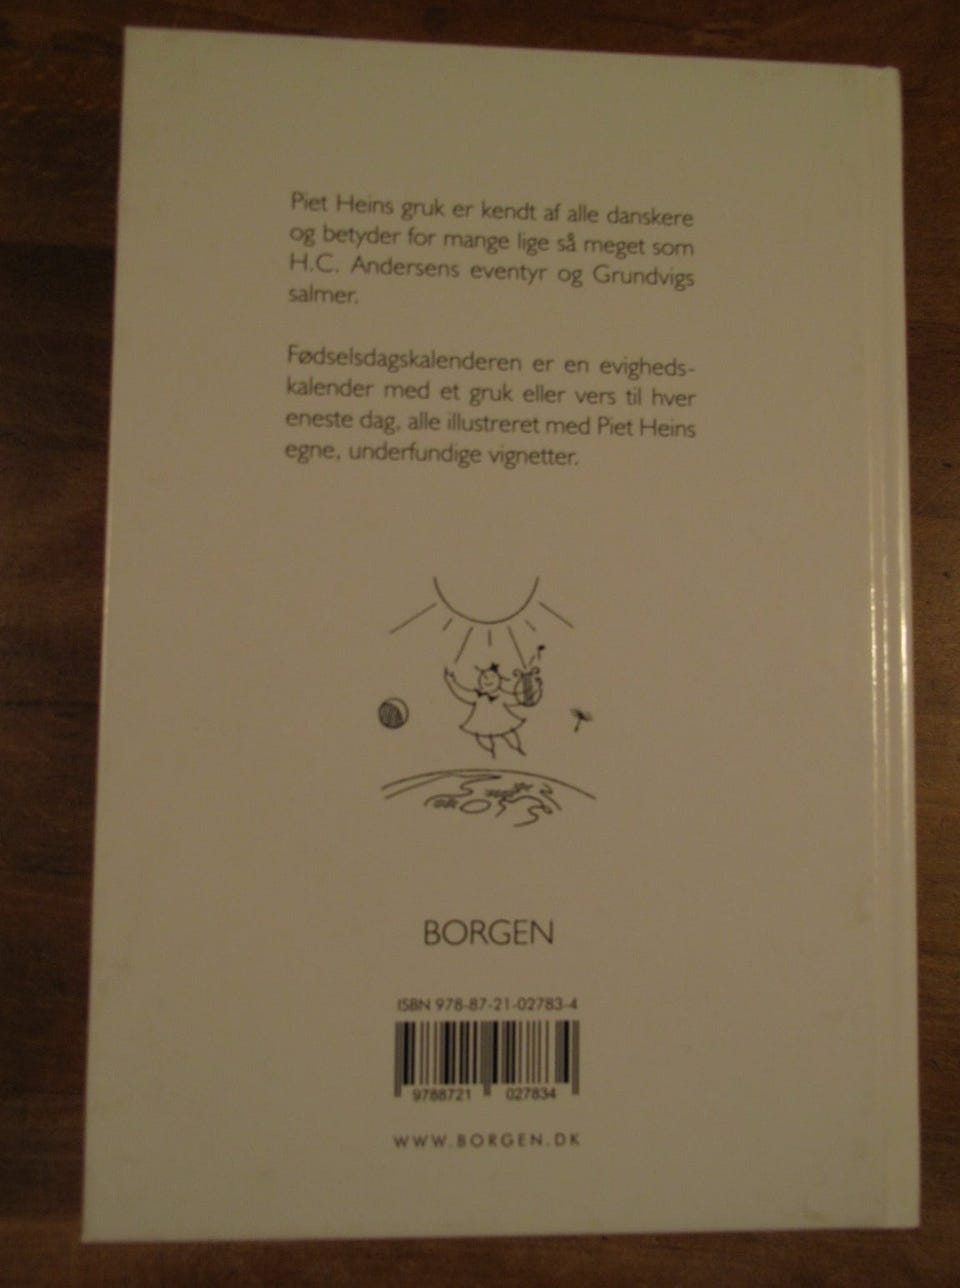 Piet Heins gruk er kendt af alle danskere
og betyder for mange lige så meget som
H.C. Andersens eventyr og Grundvigs
salmer.
Fødselsdagskalenderen er en evigheds-
kalender med et gruk eller vers til hver
eneste dag, alle illustreret med Piet Heins
egne, underfundige vignetter.
BORGEN
ISBN 978-87-21-02783-4
9788721 027834
WWW.BORGEN.DK